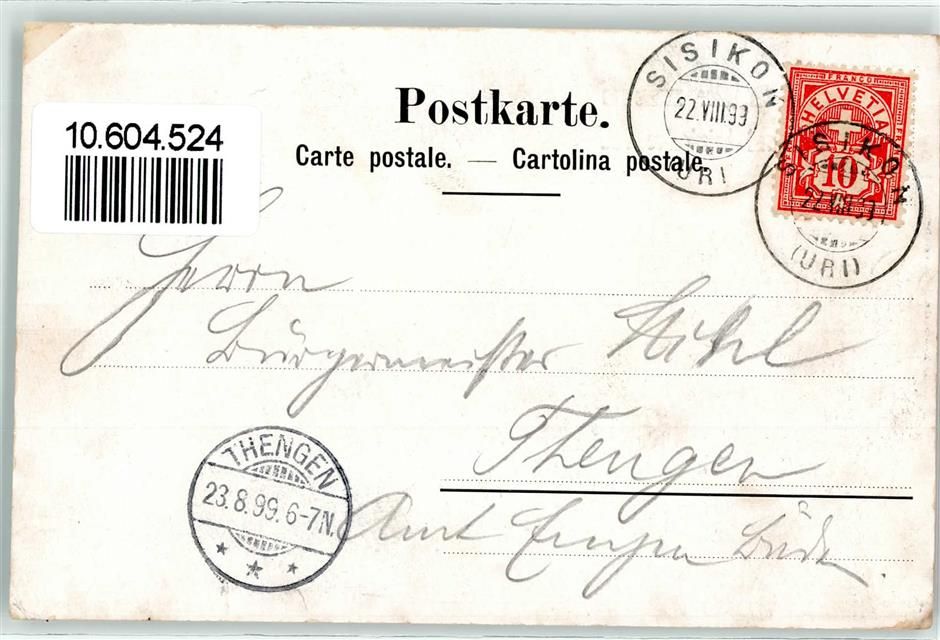 10.604.524
Postkarte.
Carte postale. — Cartolina postale.
SISIKON
22.VIII.99
URI
FRANCO
HELVETIA
10
SISIKON
(URI)
Herrn
Bürgermeister
Thengen
Amt Engen
THENGEN
23.8.99.6-7N.